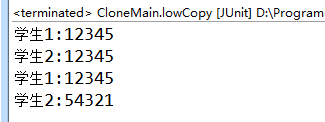 <terminated> CloneMain.lowCopy [JUnit] D:\Program
学生1:12345
学生2:12345
学生1:12345
学生2:54321